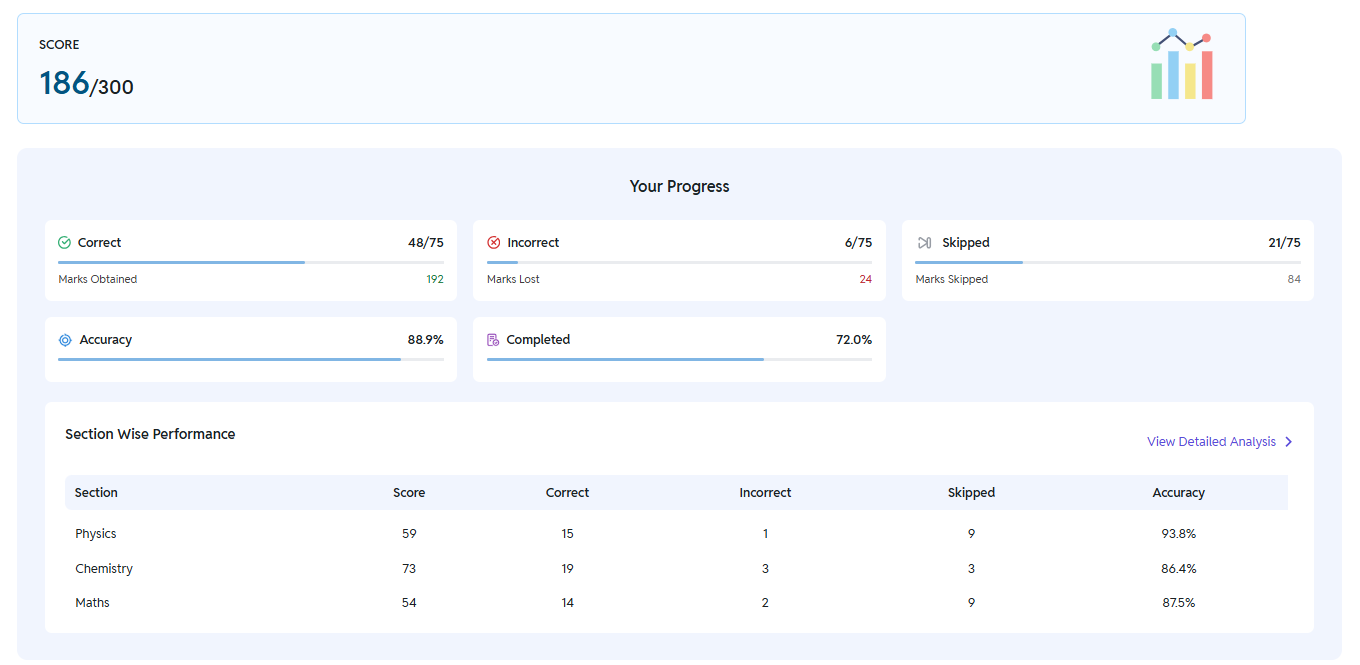 SCORE
186/300
Your Progress
Correct 48/75
Marks Obtained 192
Incorrect 6/75
Marks Lost 24
Skipped 21/75
Marks Skipped 84
Accuracy 88.9%
Completed 72.0%
Section Wise Performance
View Detailed Analysis
Section Score Correct Incorrect Skipped Accuracy
Physics 59 15 1 9 93.8%
Chemistry 73 19 3 3 86.4%
Maths 54 14 2 9 87.5%